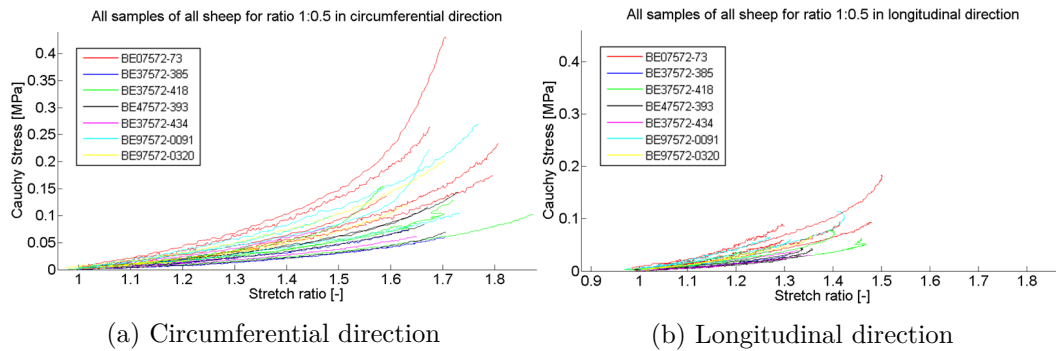 All samples of all sheep for ratio 1:0.5 in circumferential direction
Cauchy Stress [MPa]
0.4
0.35
0.3
0.25
0.2
0.15
0.1
0.05
0
BE07572-73
BE37572-385
BE37572-418
BE47572-393
BE37572-434
BE97572-0091
BE97572-0320
1 1.1 1.2 1.3 1.4 1.5 1.6 1.7 1.8
Stretch ratio [-]
(a) Circumferential direction
All samples of all sheep for ratio 1:0.5 in longitudinal direction
Cauchy Stress [MPa]
0.4
0.3
0.2
0.1
0
BE07572-73
BE37572-385
BE37572-418
BE47572-393
BE37572-434
BE97572-0091
BE97572-0320
0.9 1 1.1 1.2 1.3 1.4 1.5 1.6 1.7 1.8
Stretch ratio [-]
(b) Longitudinal direction